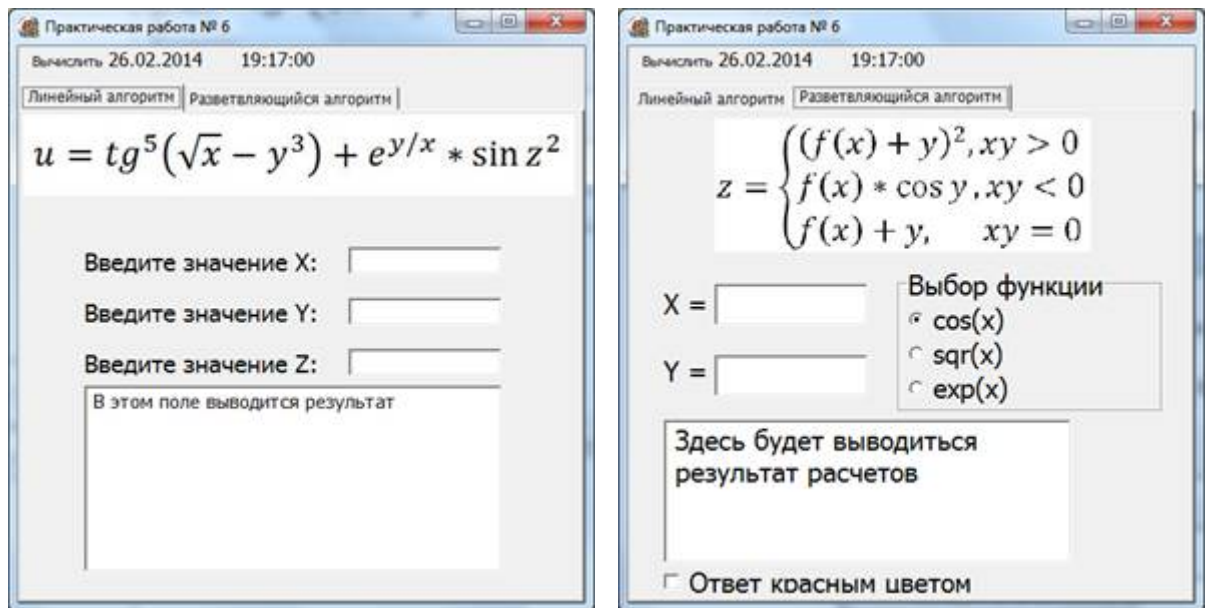 Практическая работа № 6
Вычислить 26.02.2014 19:17:00
Линейный алгоритм Разветвляющийся алгоритм
u = tg⁵(√x − y³) + e^{y/x} * sin z²
Введите значение X:
Введите значение Y:
Введите значение Z:
В этом поле выводится результат
Практическая работа № 6
Вычислить 26.02.2014 19:17:00
Линейный алгоритм Разветвляющийся алгоритм
(f(x) + y)², xy > 0
z = { f(x) * cos y, xy < 0
f(x) + y, xy = 0
X =
Y =
Выбор функции
cos(x)
sqr(x)
exp(x)
Здесь будет выводиться
результат расчетов
Ответ красным цветом